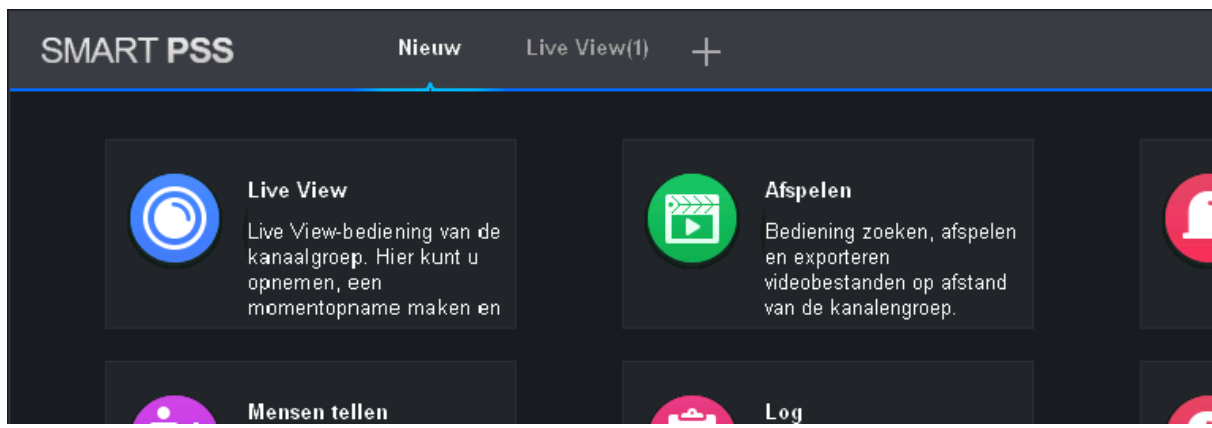 SMART PSS
Nieuw
Live View(1)
Live View
Live View-bediening van de
kanaalgroep. Hier kunt u
opnemen, een
momentopname maken en
Afspelen
Bediening zoeken, afspelen
en exporteren
videobestanden op afstand
van de kanalengroep.
Mensen tellen
Log